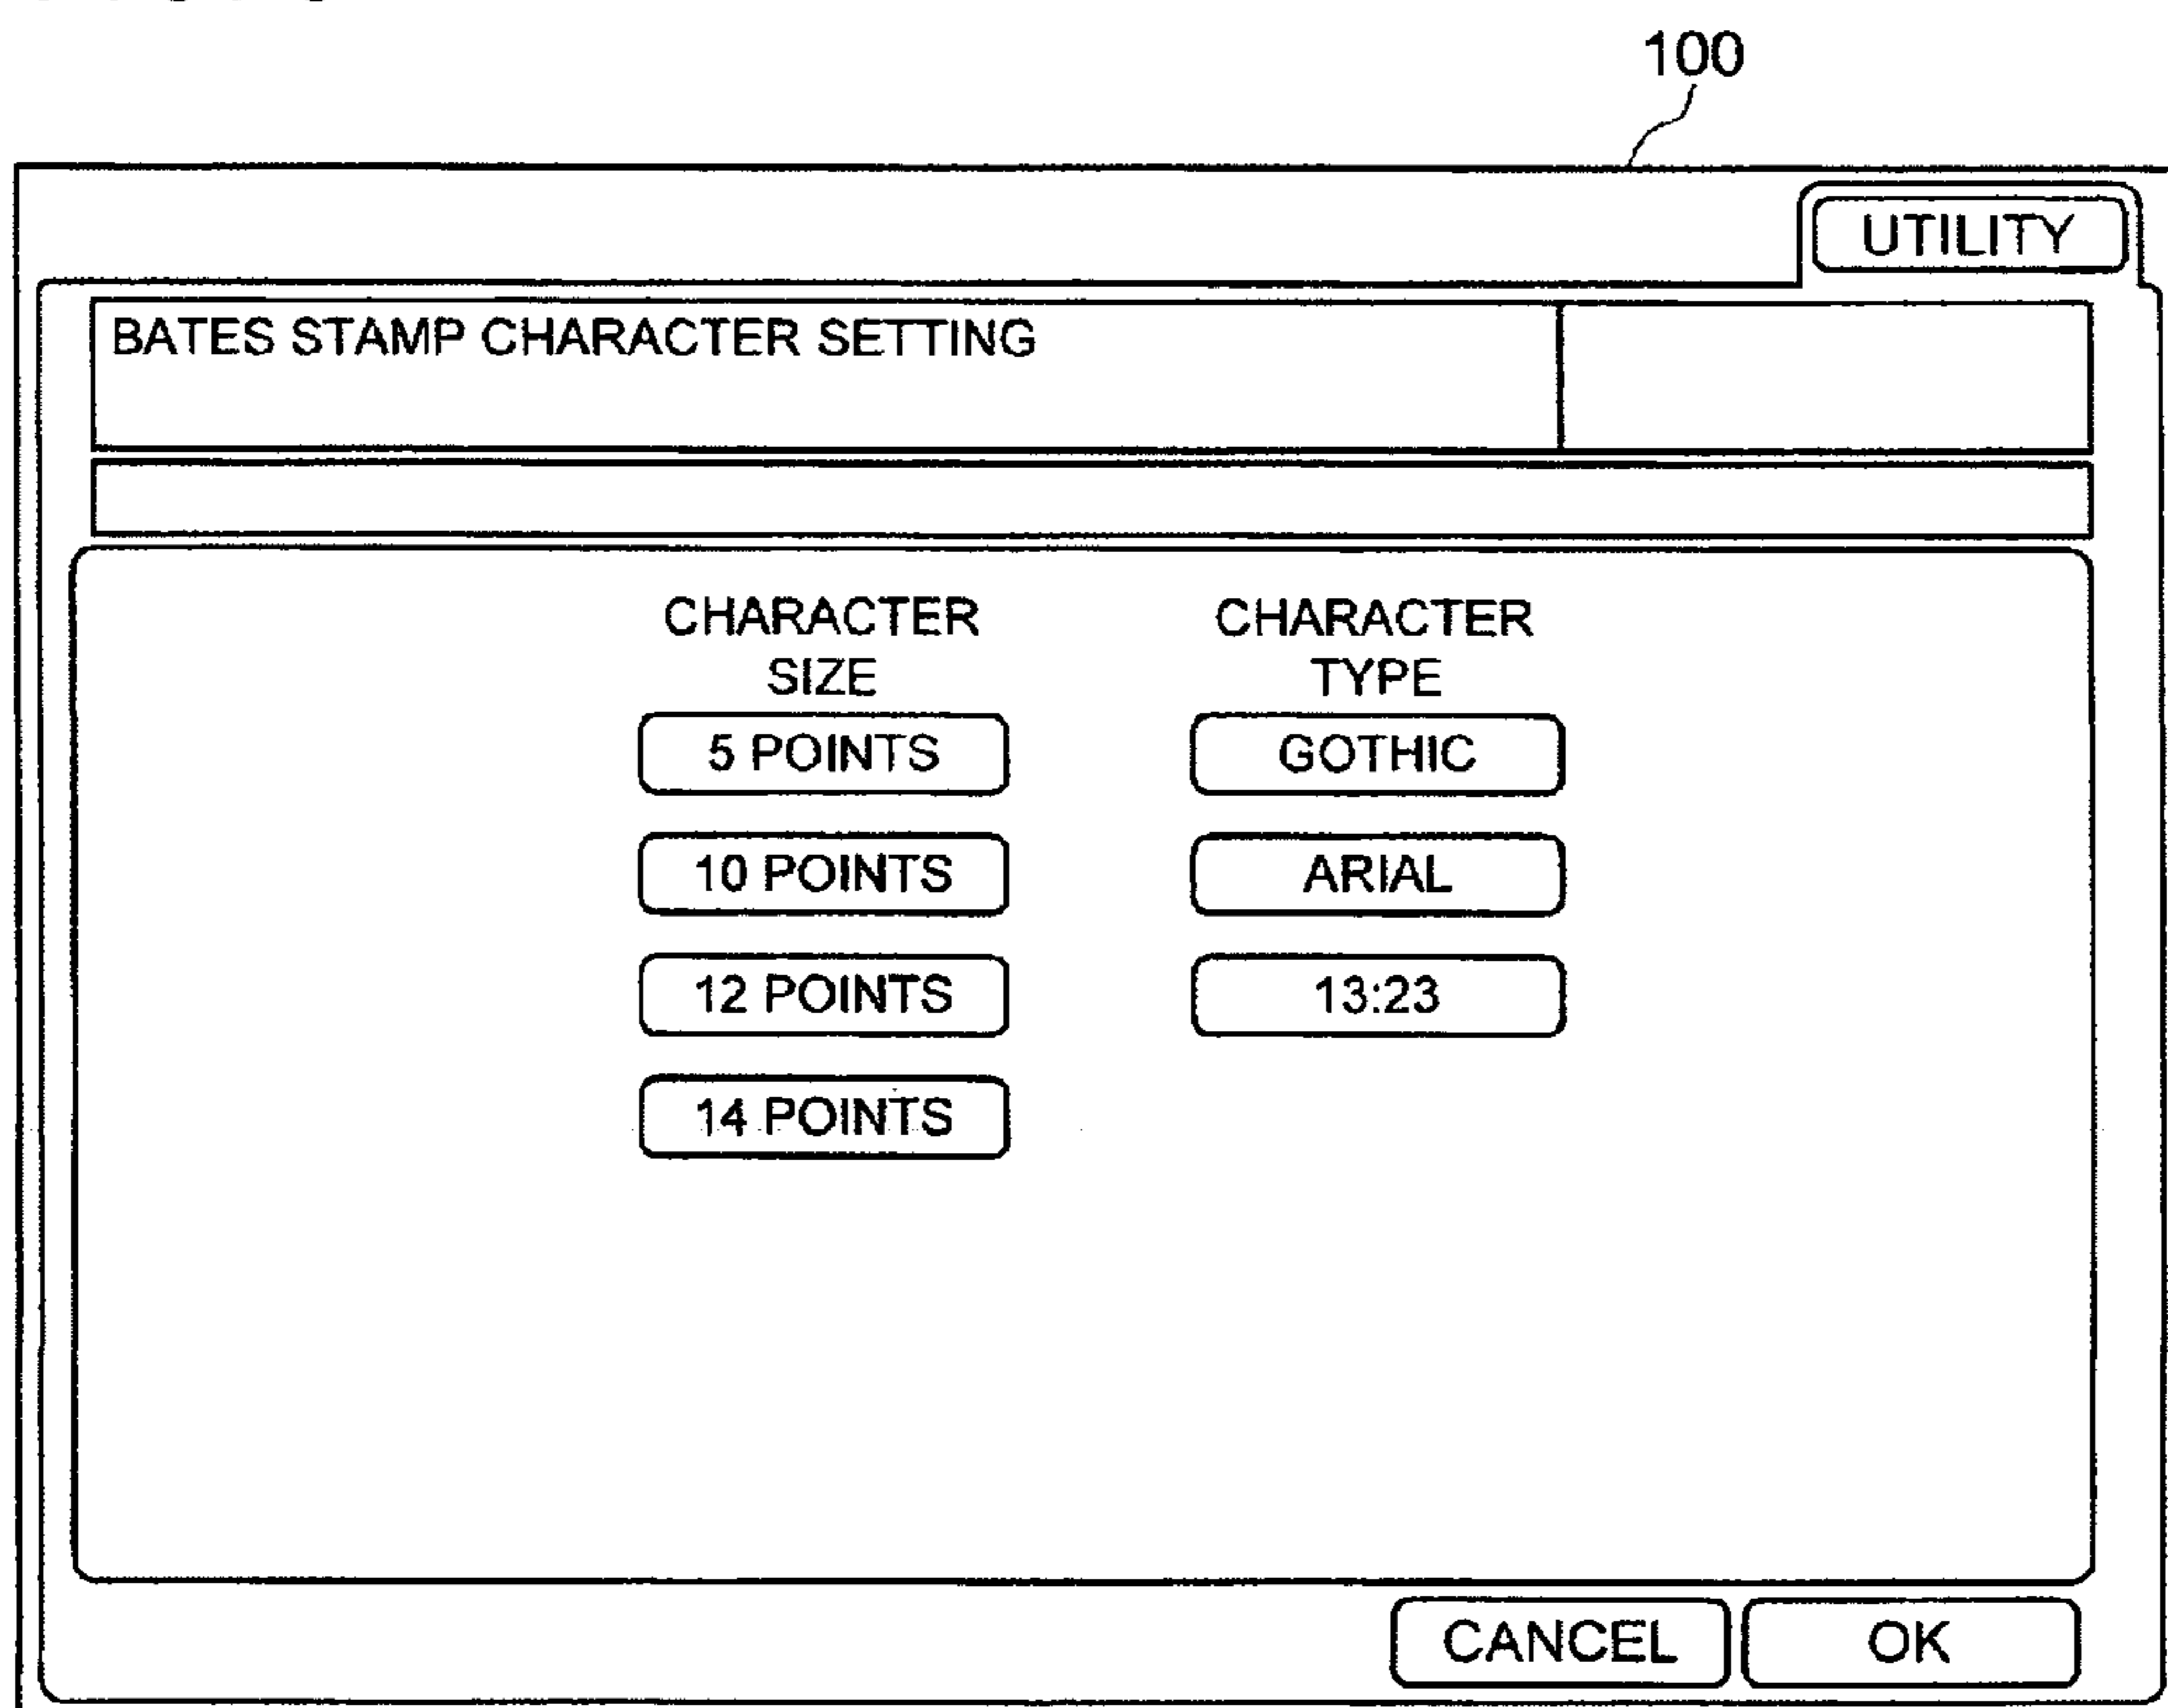 100
UTILITY
BATES STAMP CHARACTER SETTING
CHARACTER SIZE
CHARACTER TYPE
5 POINTS
GOTHIC
10 POINTS
ARIAL
12 POINTS
13:23
14 POINTS
CANCEL
OK